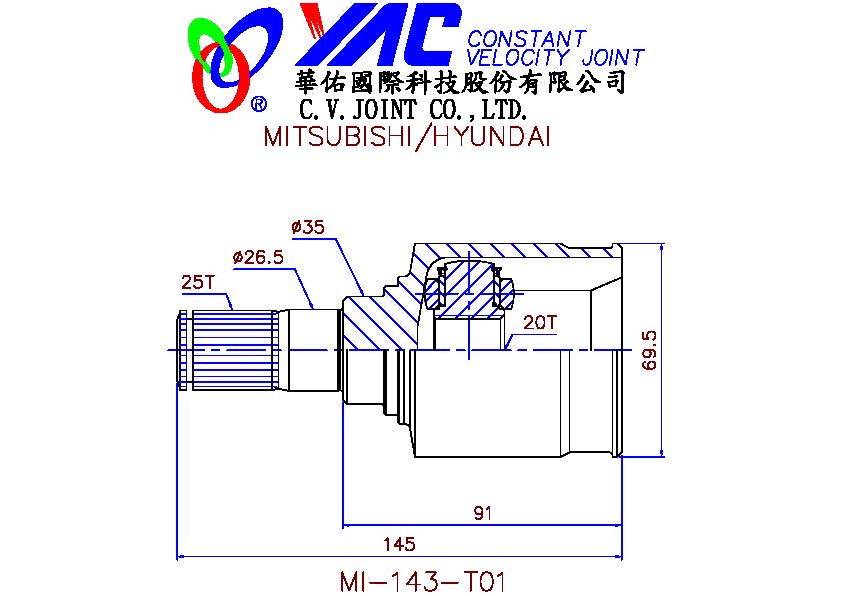 YAC CONSTANT
VELOCITY JOINT
®
華佑國際科技股份有限公司
C.V.JOINT CO.,LTD.
MITSUBISHI/HYUNDAI
ø35
ø26.5
25T
20T
69.5
91
145
MI-143-T01